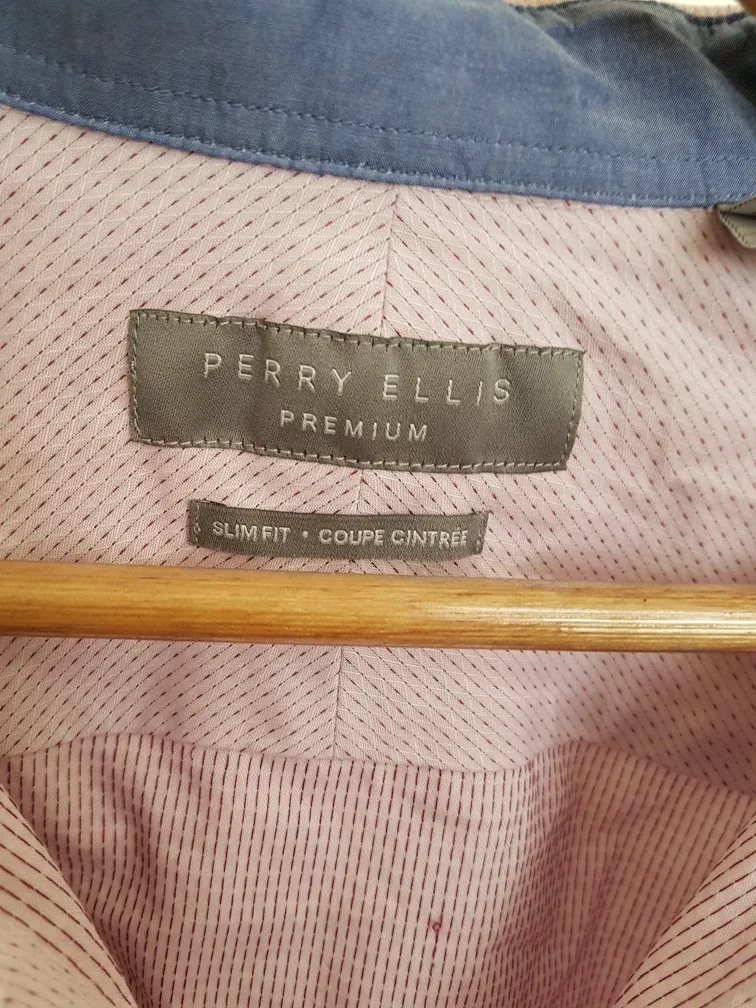 PERRY ELLIS
PREMIUM
SLIM FIT • COUPE CINTRÉE